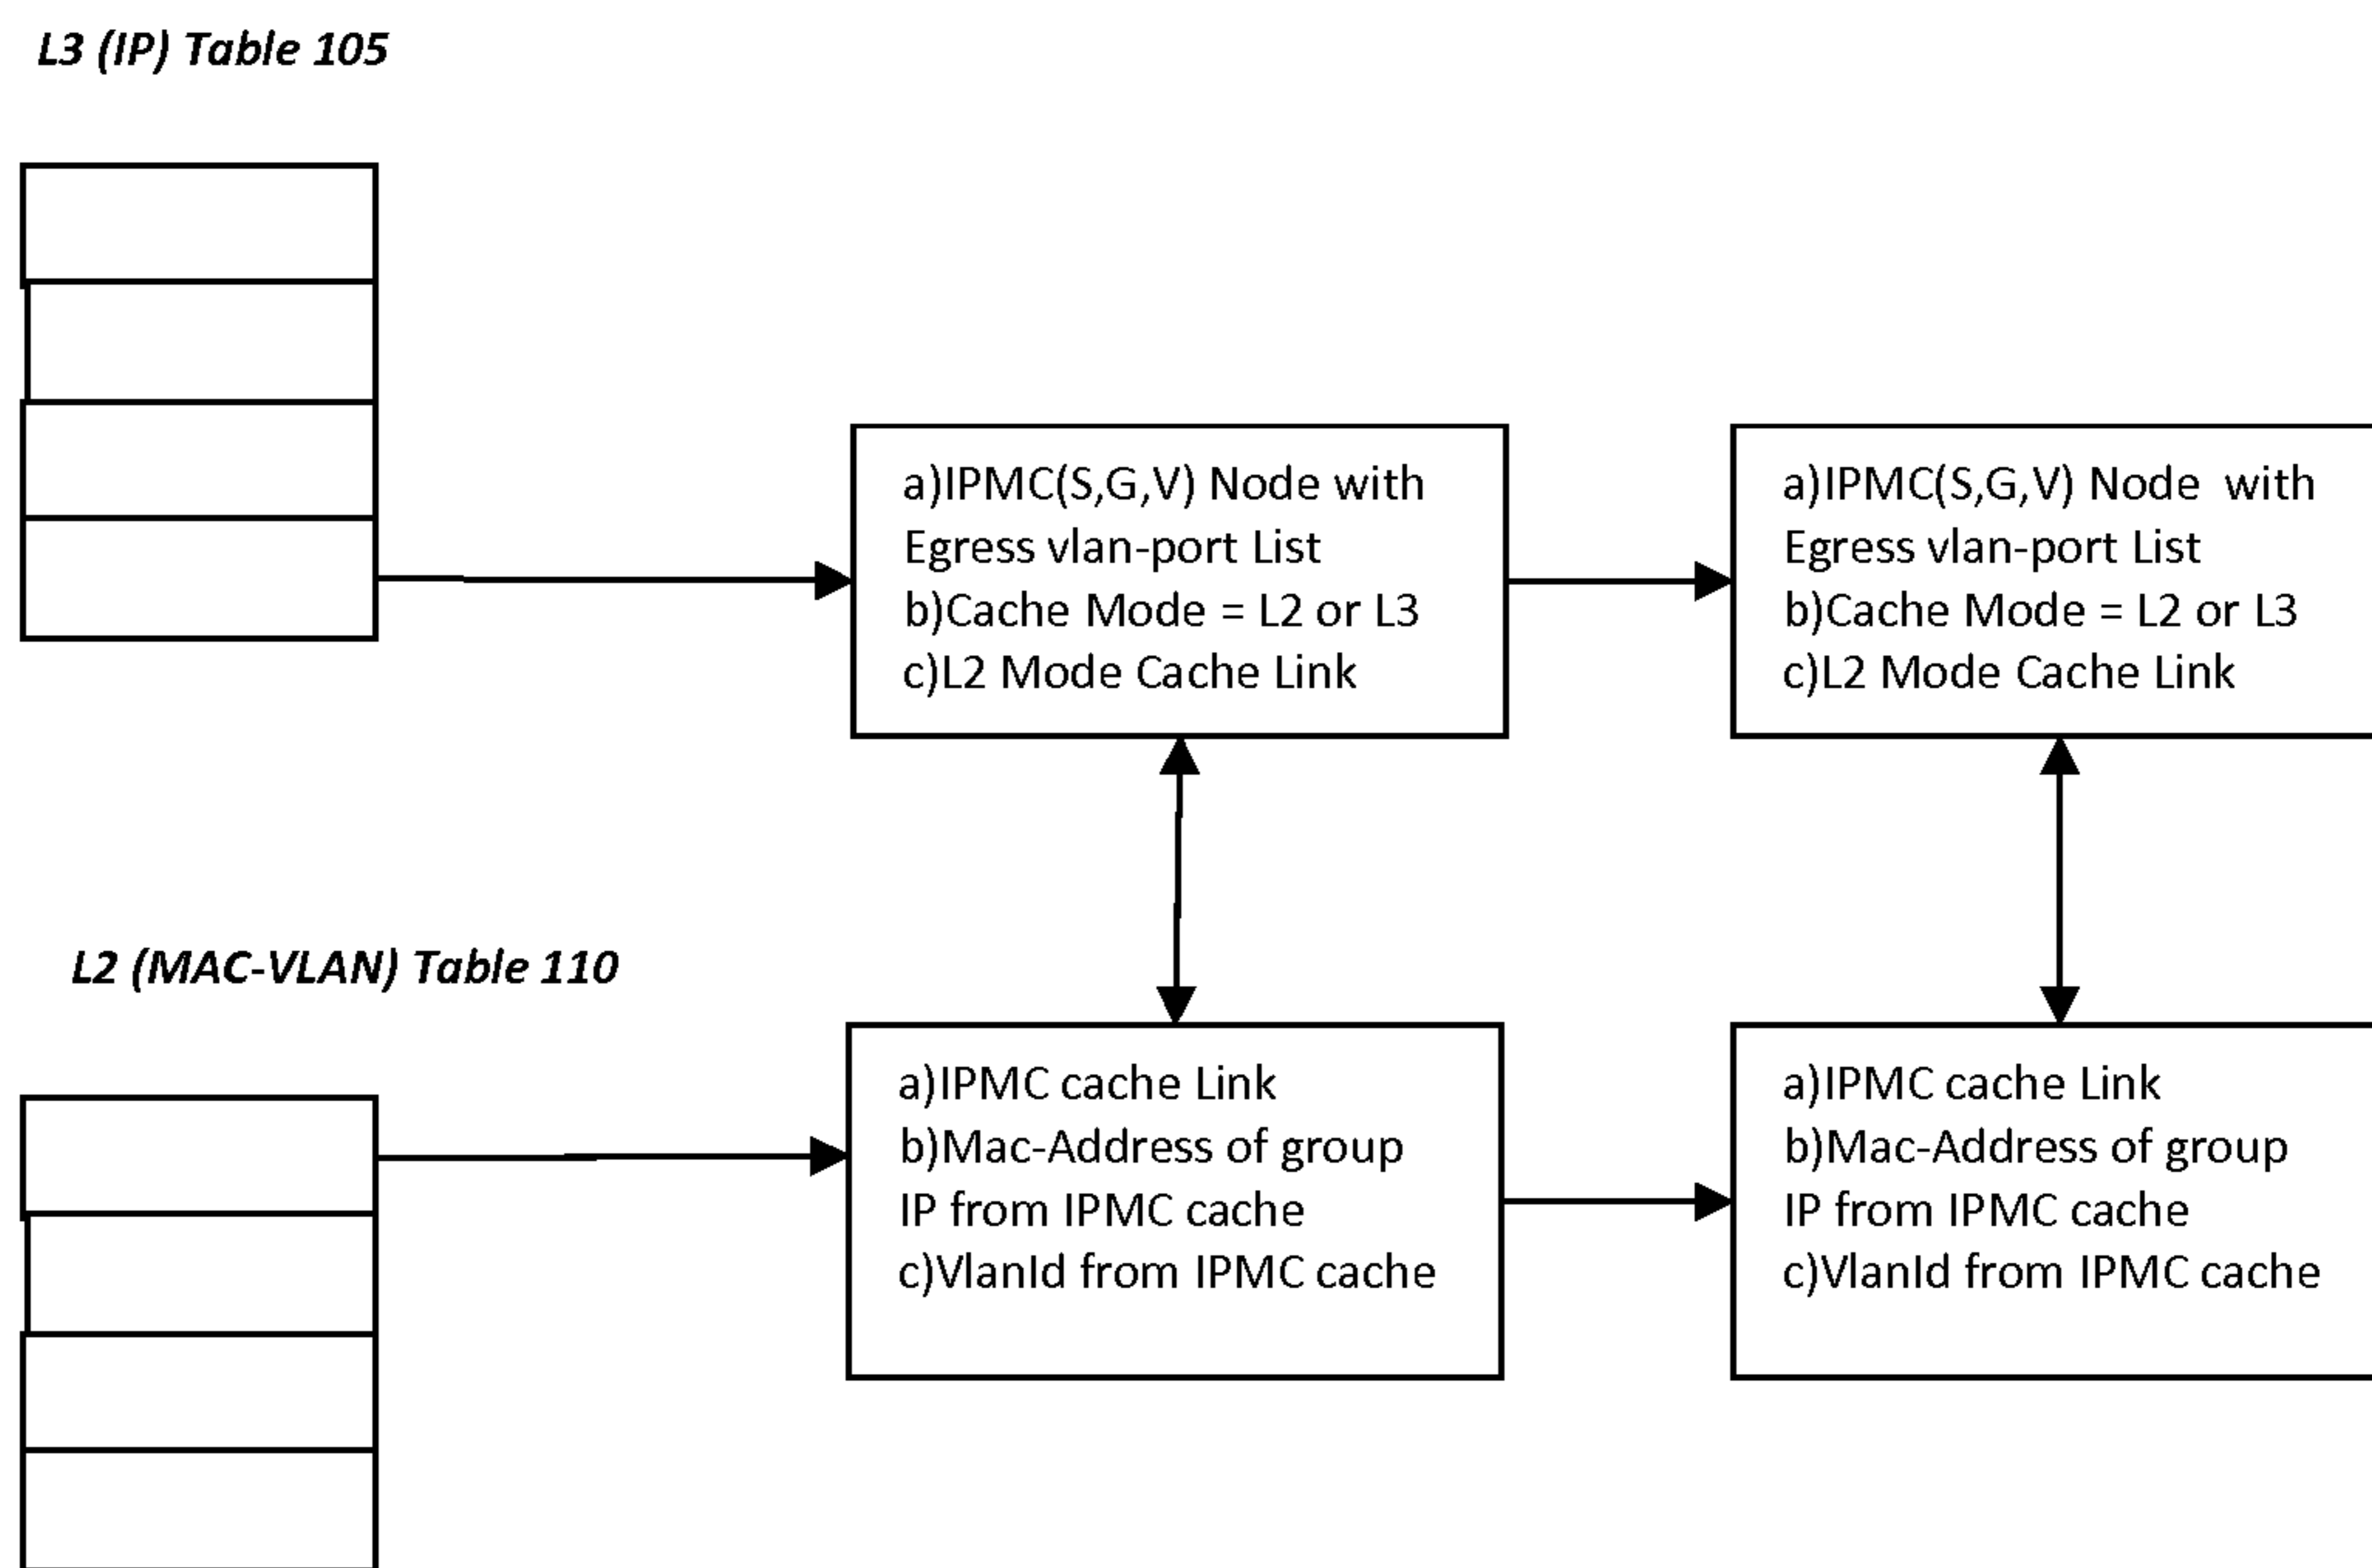 L3 (IP) Table 105
a)IPMC(S,G,V) Node with
Egress vlan-port List
b)Cache Mode = L2 or L3
c)L2 Mode Cache Link
a)IPMC(S,G,V) Node with
Egress vlan-port List
b)Cache Mode = L2 or L3
c)L2 Mode Cache Link
L2 (MAC-VLAN) Table 110
a)IPMC cache Link
b)Mac-Address of group
IP from IPMC cache
c)VlanId from IPMC cache
a)IPMC cache Link
b)Mac-Address of group
IP from IPMC cache
c)VlanId from IPMC cache